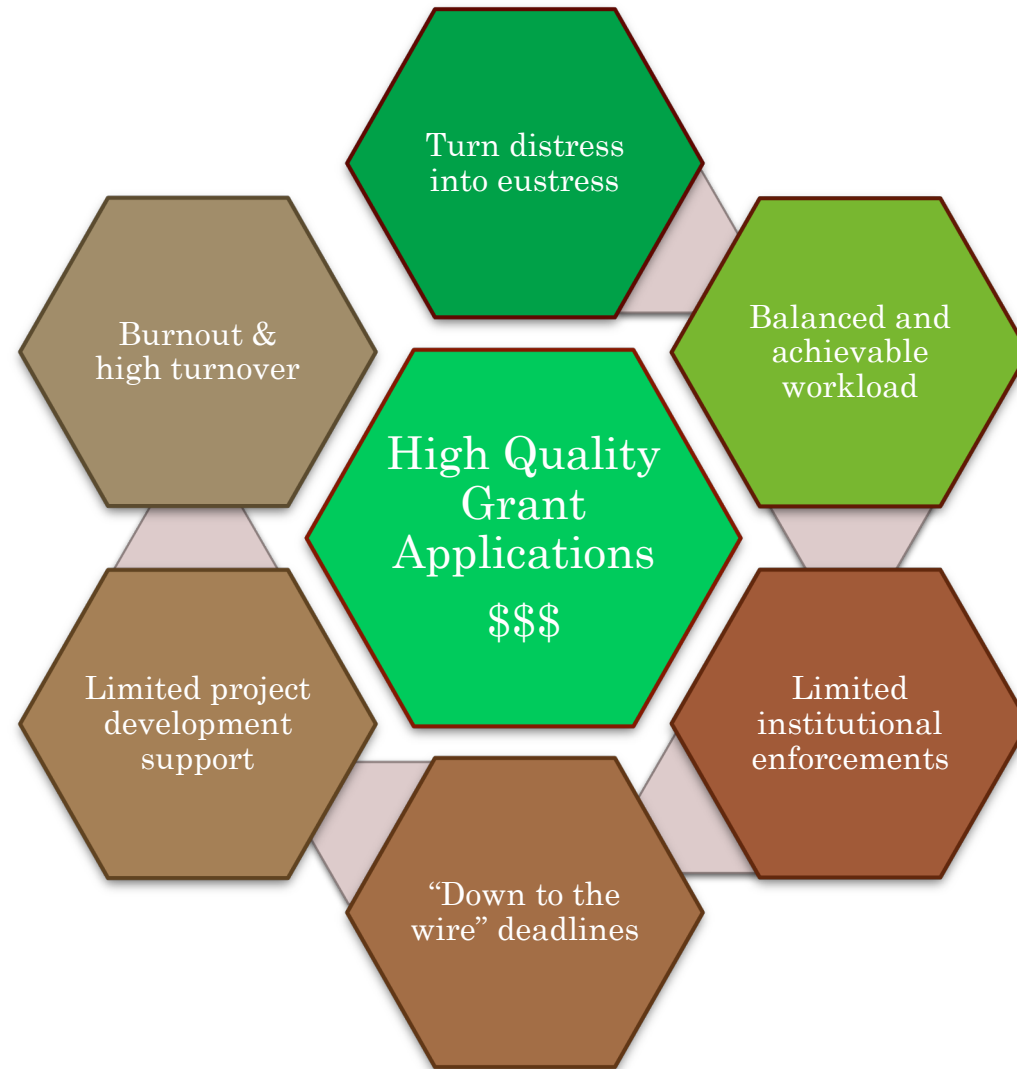 Turn distress
into eustress
Balanced and
achievable
workload
Limited
institutional
enforcements
“Down to the
wire” deadlines
Limited project
development
support
Burnout &
high turnover
High Quality
Grant
Applications
$$$